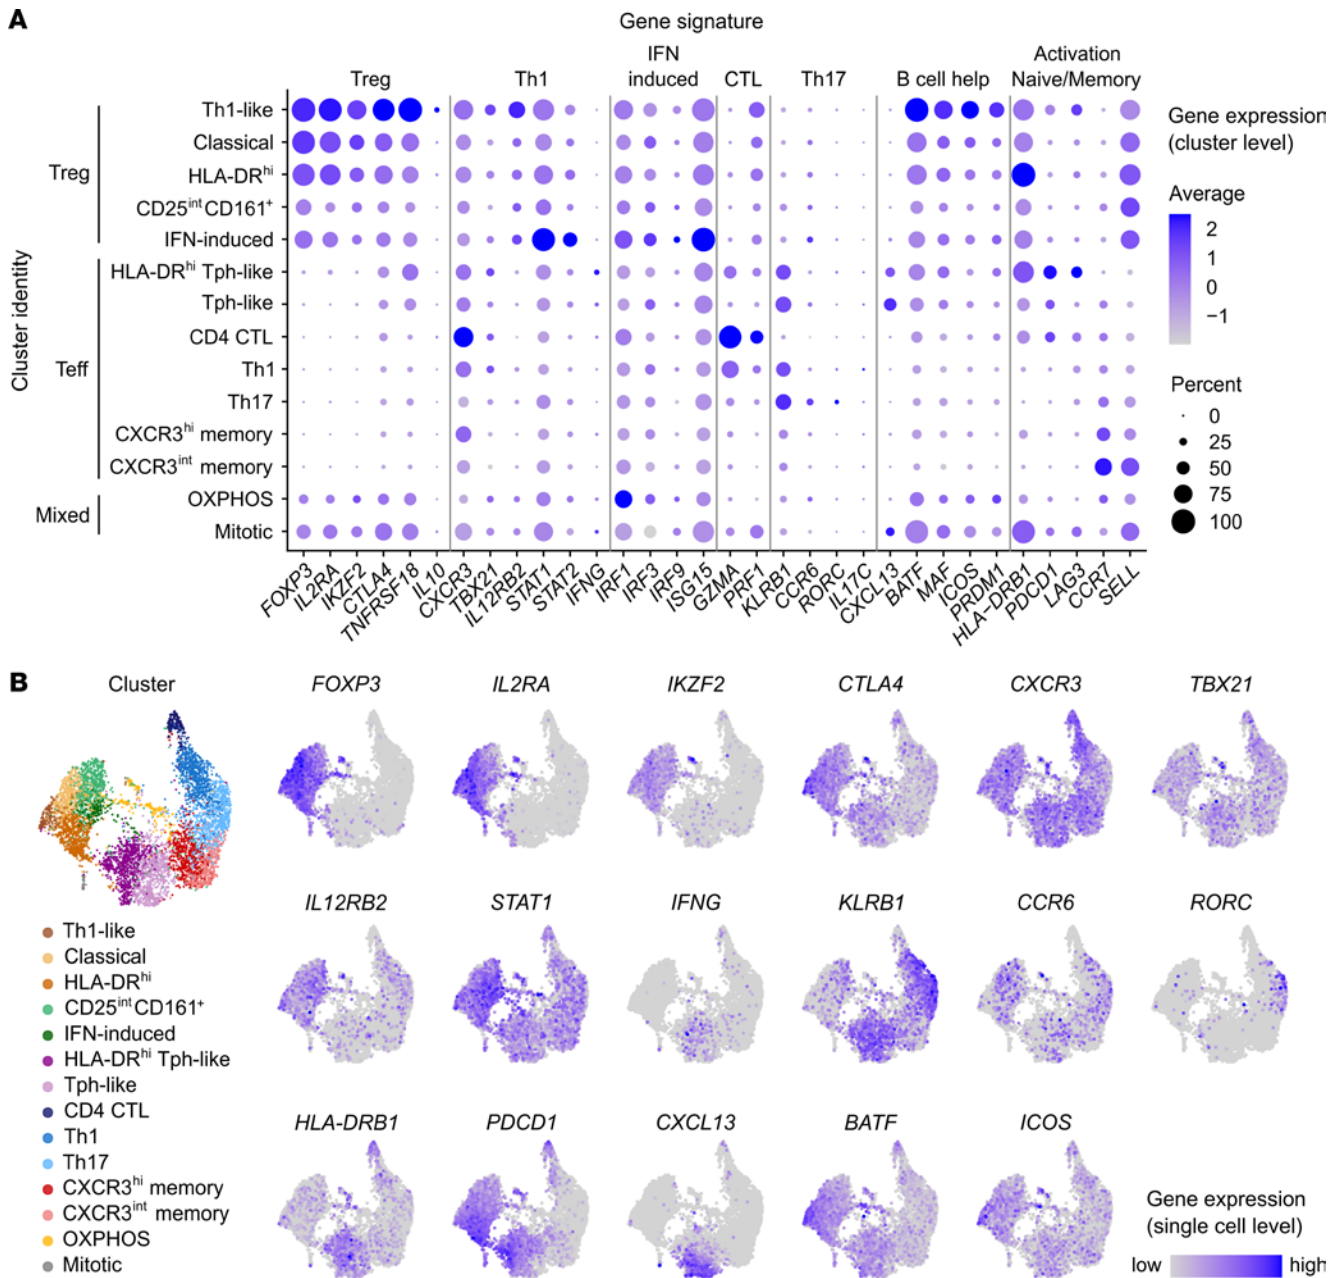 A
Gene signature
Treg
Th1
IFN
induced
CTL
Th17
B cell help
Activation
Naive/Memory
Cluster identity
Treg
Th1-like
Classical
HLA-DRhi
CD25intCD161+
IFN-induced
Teff
HLA-DRhi Tph-like
Tph-like
CD4 CTL
Th1
Th17
CXCR3hi memory
CXCR3int memory
Mixed
OXPHOS
Mitotic
FOXP3
IL2RA
IKZF2
CTLA4
TNFRSF18
IL10
CXCR3
TBX21
IL12RB2
STAT1
STAT2
IFNG
IRF1
IRF3
IRF9
ISG15
GZMA
PRF1
KLRB1
CCR6
RORC
IL17C
CXCL13
BATF
MAF
ICOS
PRDM1
HLA-DRB1
PDCD1
LAG3
CCR7
SELL
Gene expression
(cluster level)
Average
2
1
0
−1
Percent
0
25
50
75
100
B
Cluster
FOXP3
IL2RA
IKZF2
CTLA4
CXCR3
TBX21
IL12RB2
STAT1
IFNG
KLRB1
CCR6
RORC
HLA-DRB1
PDCD1
CXCL13
BATF
ICOS
Th1-like
Classical
HLA-DRhi
CD25intCD161+
IFN-induced
HLA-DRhi Tph-like
Tph-like
CD4 CTL
Th1
Th17
CXCR3hi memory
CXCR3int memory
OXPHOS
Mitotic
Gene expression
(single cell level)
low
high